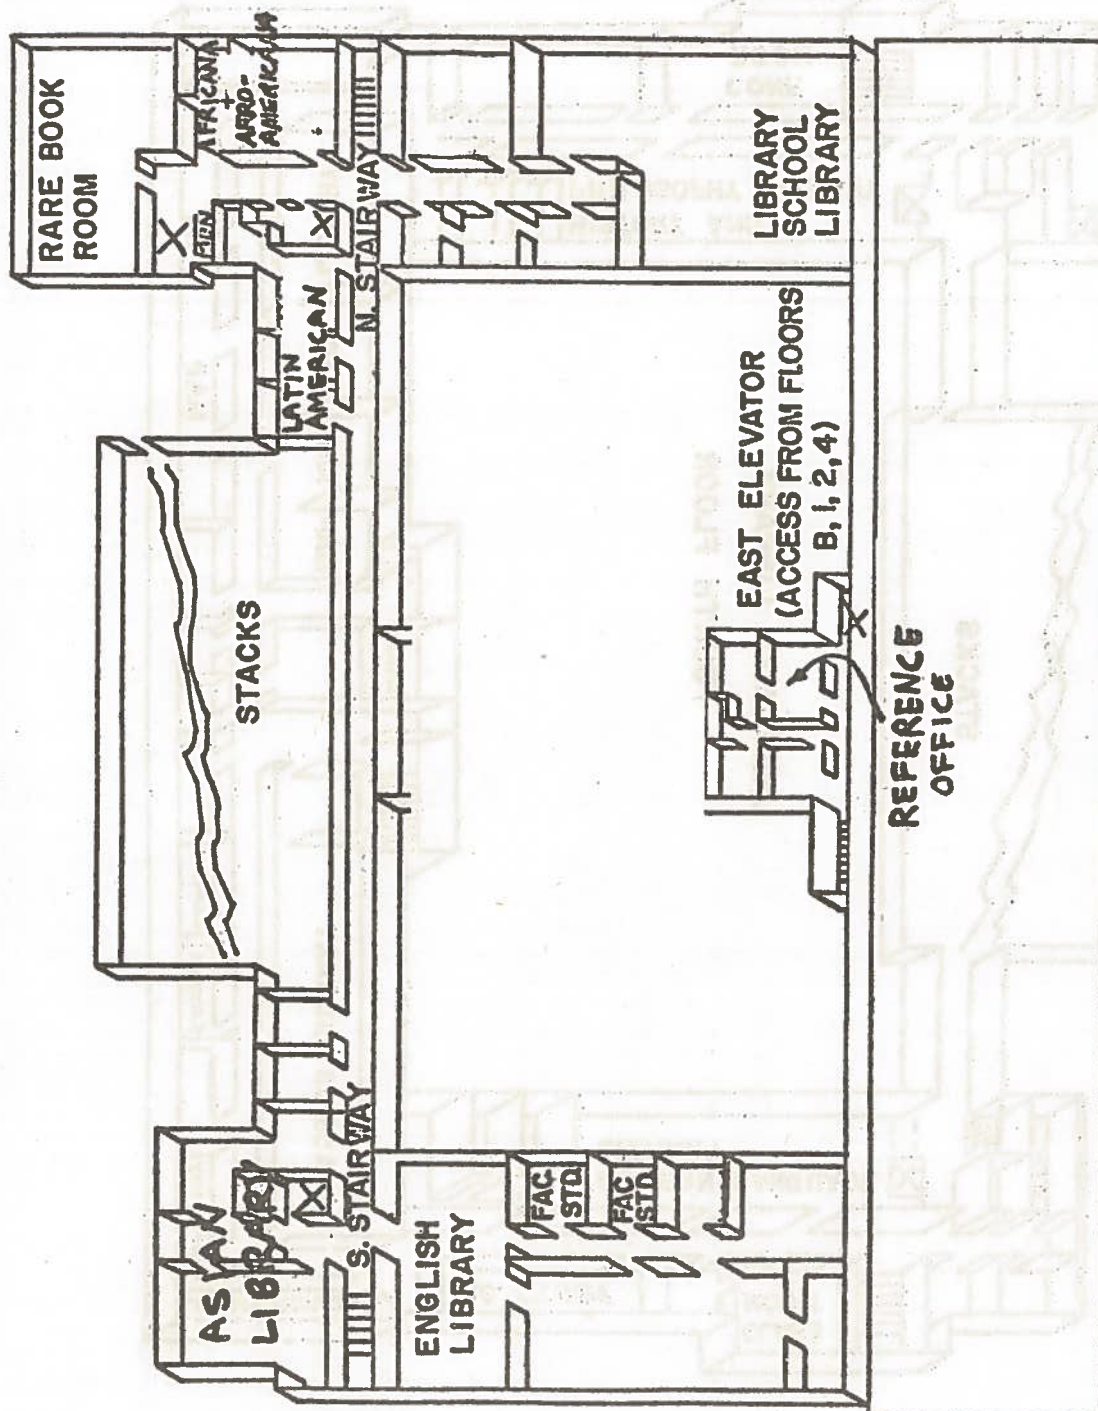 RARE BOOK
ROOM
AFRICANA
+
AFRO-
AMERICANA
N. STAIRWAY
LATIN
AMERICAN
LIBRARY
SCHOOL
LIBRARY
STACKS
EAST ELEVATOR
(ACCESS FROM FLOORS
B, 1, 2, 4)
REFERENCE
OFFICE
ASIAN
LIBRARY
S. STAIRWAY
ENGLISH
LIBRARY
FAC.
STD.
FAC.
STD.
STACKS